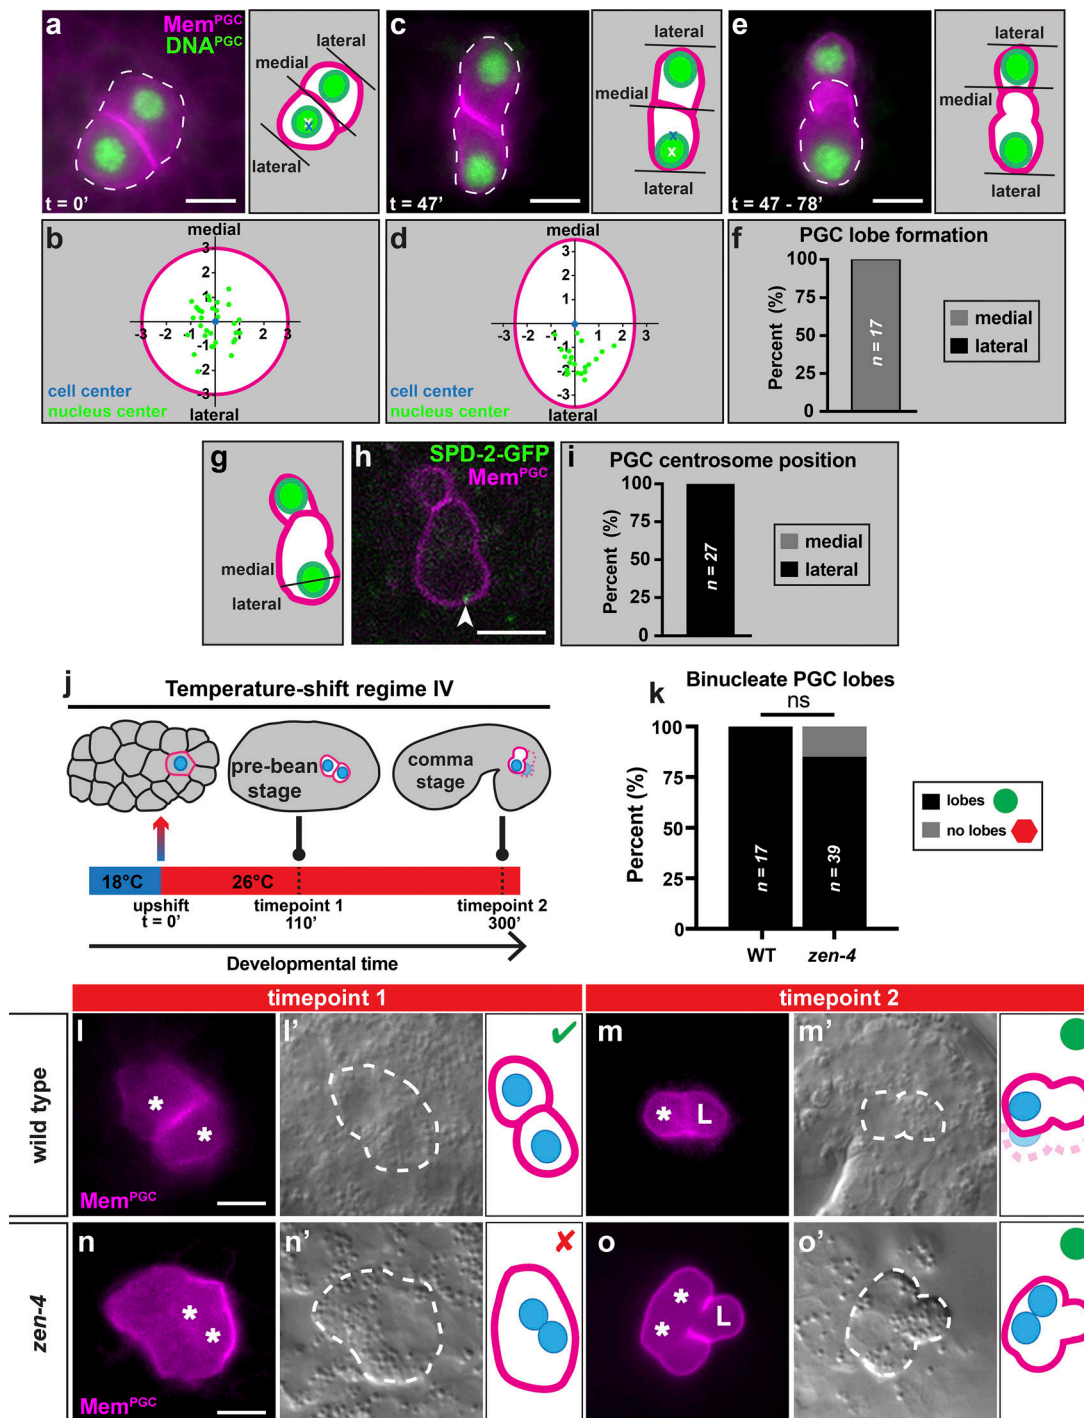 a
Mem^PGC
DNA^PGC
t = 0'
lateral
medial
lateral
c
t = 47'
lateral
medial
lateral
e
t = 47 - 78'
lateral
medial
lateral
b
medial
3
2
1
-3 -2 -1 1 2 3
-1
-2
-3
cell center
nucleus center
lateral
d
medial
3
2
1
-3 -2 -1 1 2 3
-1
-2
-3
cell center
nucleus center
lateral
f
PGC lobe formation
Percent (%)
100
75
50
25
0
n = 17
medial
lateral
g
medial
lateral
h
SPD-2-GFP
Mem^PGC
i
PGC centrosome position
Percent (%)
100
75
50
25
0
n = 27
medial
lateral
j
Temperature-shift regime IV
pre-bean
stage
comma
stage
18°C
26°C
upshift
t = 0'
timepoint 1
110'
timepoint 2
300'
Developmental time
k
Binucleate PGC lobes
ns
Percent (%)
100
75
50
25
0
n = 17
n = 39
WT
zen-4
lobes
no lobes
timepoint 1
timepoint 2
wild type
l
*
*
Mem^PGC
l'
m
* L
m'
zen-4
n
*
*
Mem^PGC
n'
o
*
*
L
o'